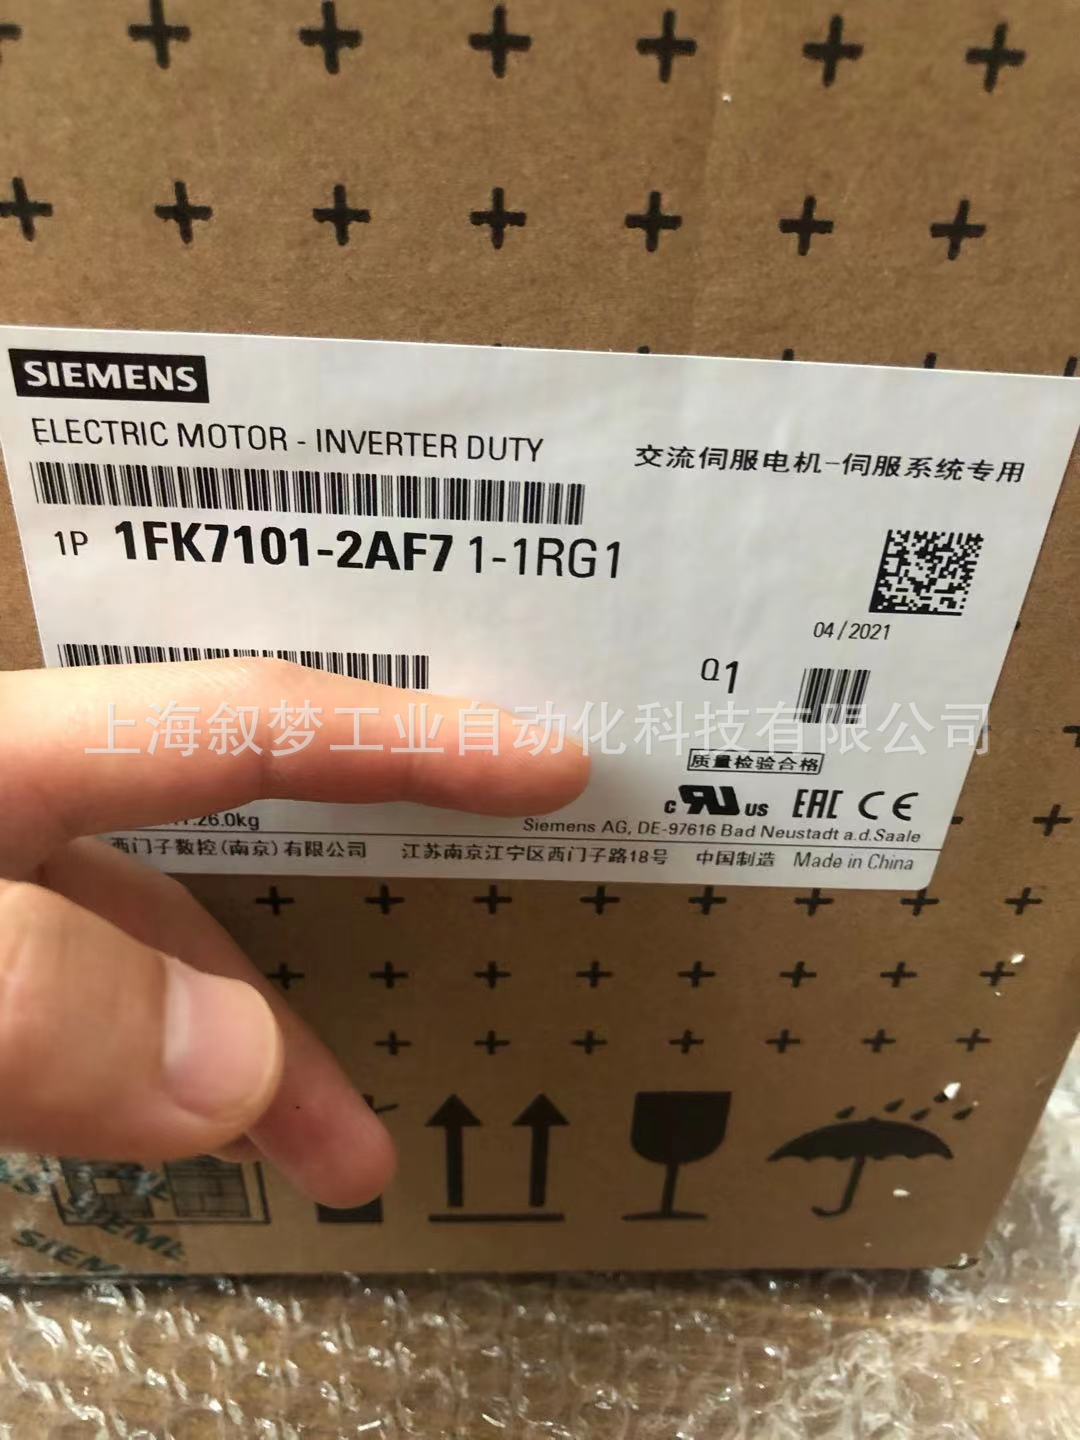 SIEMENS
ELECTRIC MOTOR - INVERTER DUTY
交流伺服电机-伺服系统专用
1P 1FK7101-2AF7 1-1RG1
04/2021
Q1
上海叙梦工业自动化科技有限公司
质量检验合格
c RU US EAC CE
26.0kg
Siemens AG, DE-97616 Bad Neustadt a.d.Saale
西门子数控(南京)有限公司 江苏南京江宁区西门子路18号 中国制造 Made in China